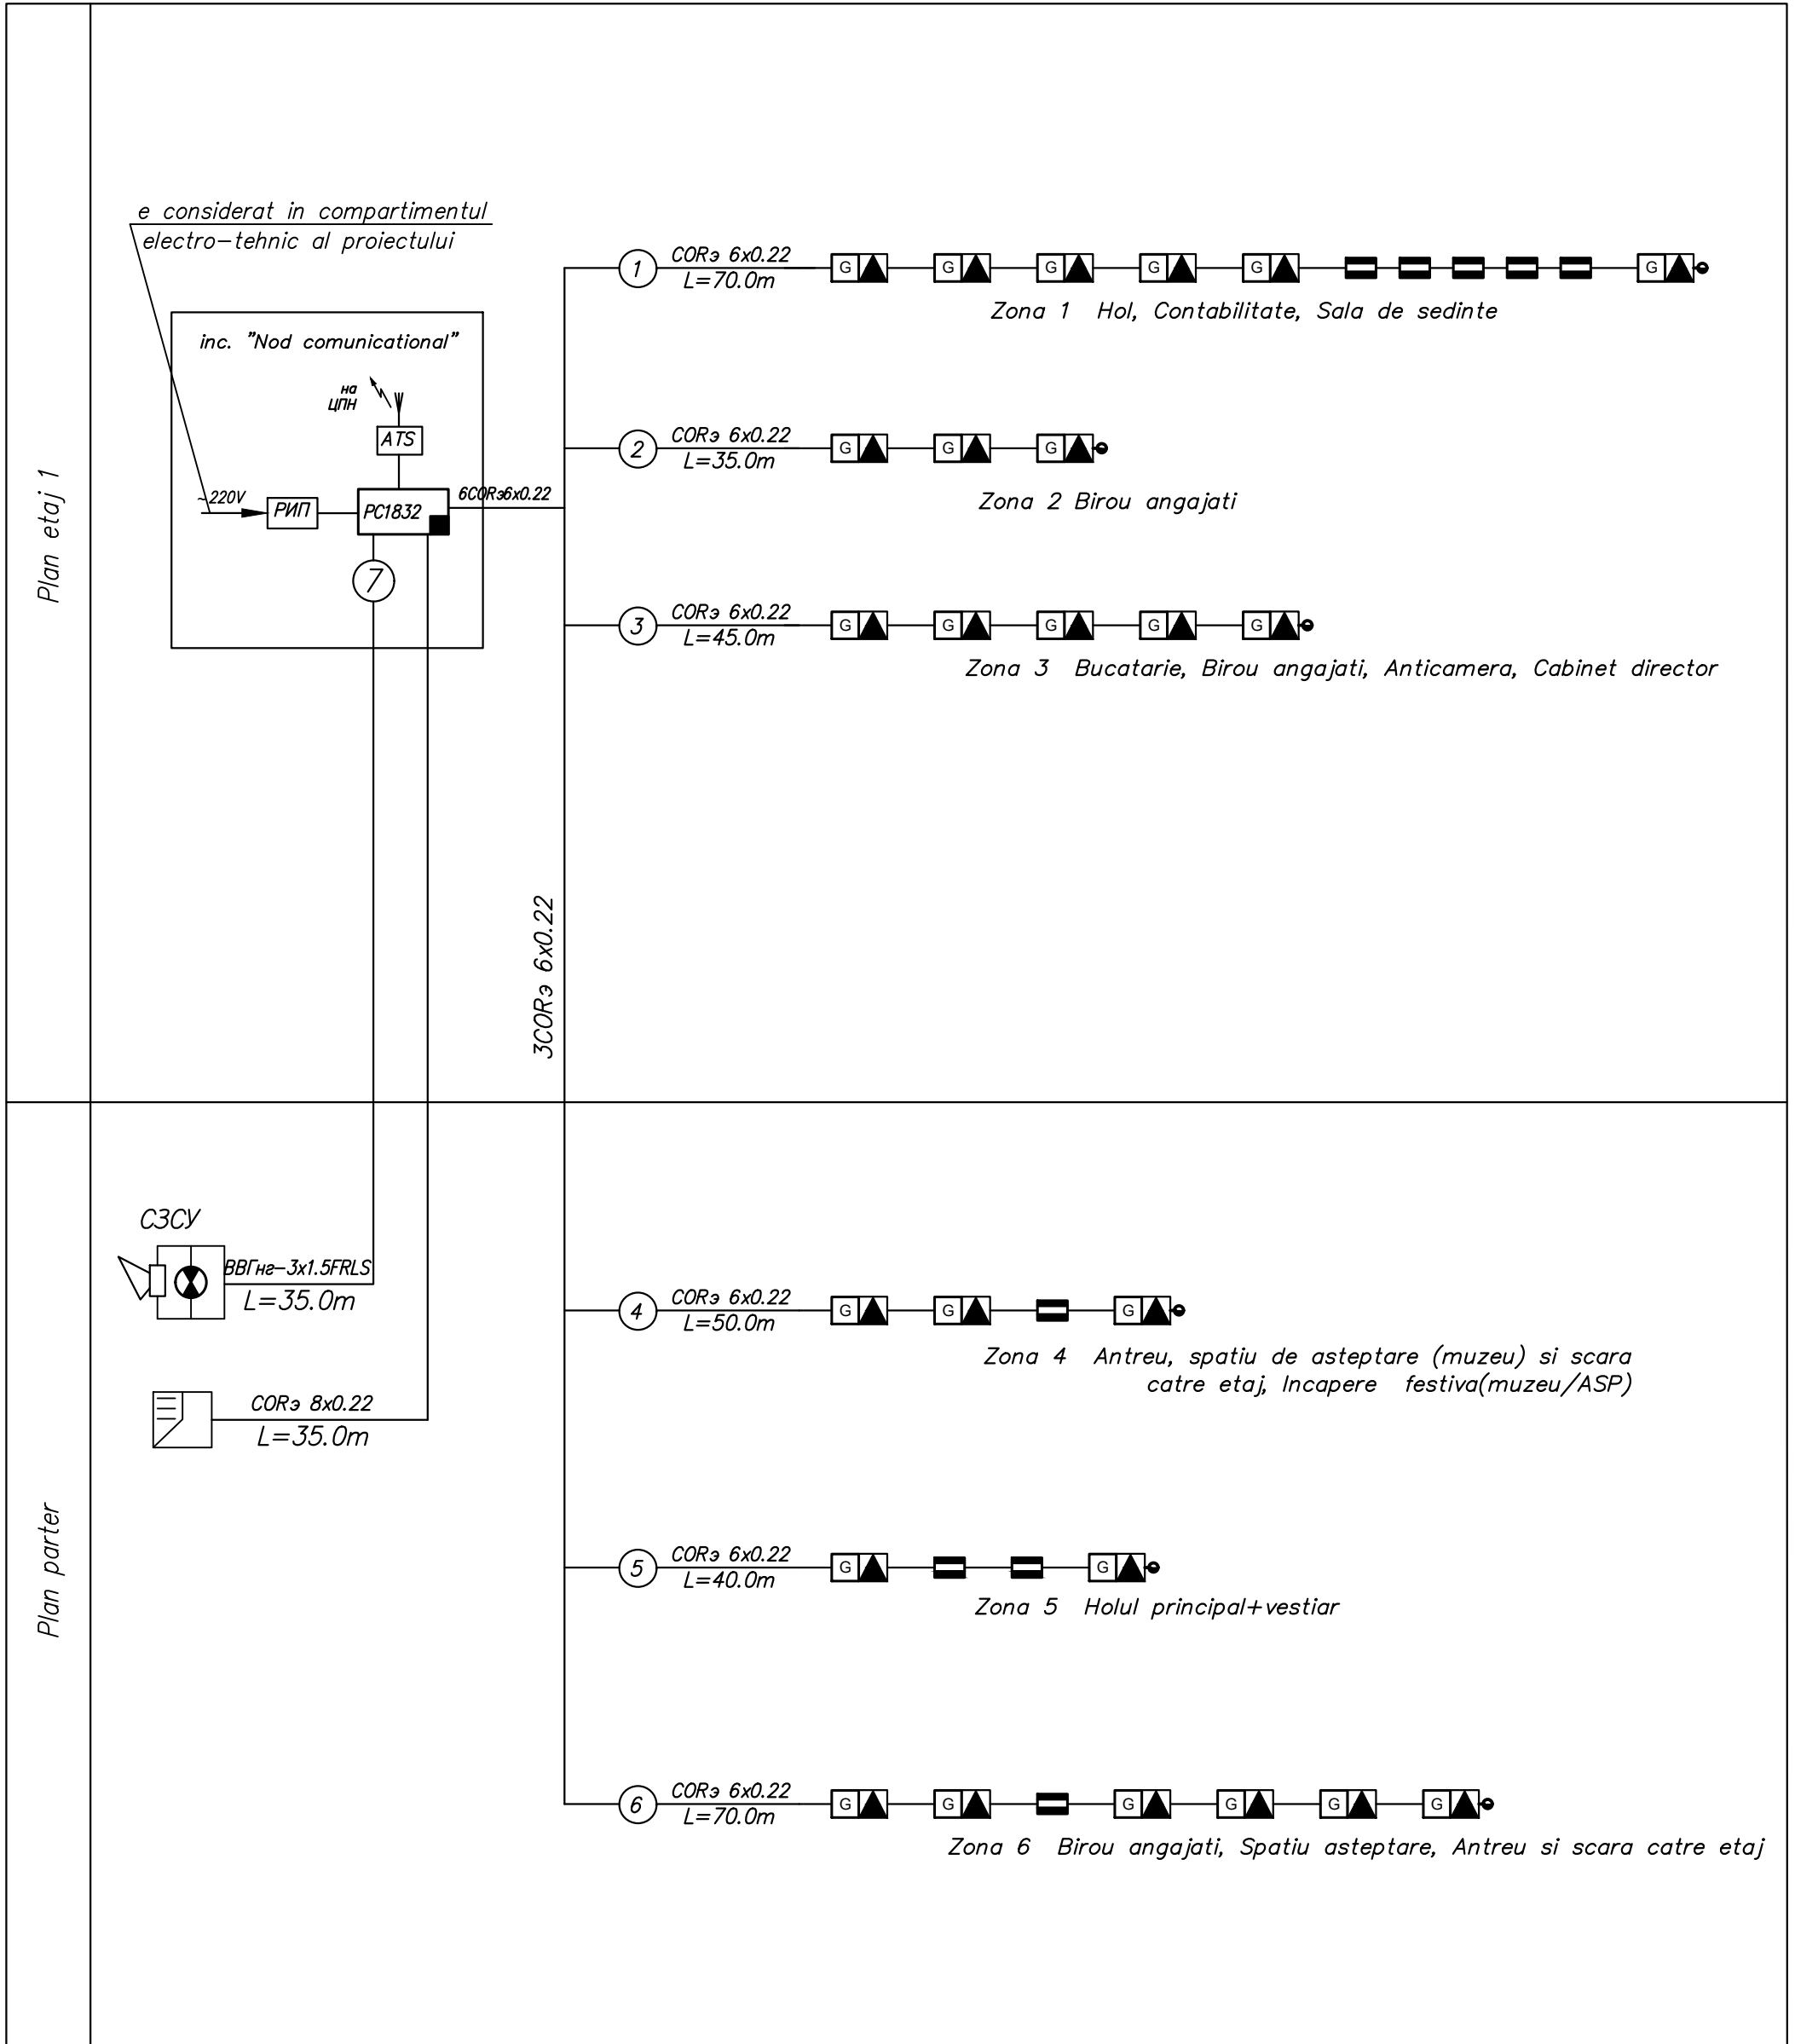 Plan etaj 1
e considerat in compartimentul
electro-tehnic al proiectului
inc. "Nod comunicational"
на
ЦПН
ATS
~220V
РИП
PC1832
6CORэ6x0.22
7
3CORэ 6x0.22
1
CORэ 6x0.22
L=70.0m
G G G G G G
Zona 1 Hol, Contabilitate, Sala de sedinte
2
CORэ 6x0.22
L=35.0m
G G G
Zona 2 Birou angajati
3
CORэ 6x0.22
L=45.0m
G G G G G
Zona 3 Bucatarie, Birou angajati, Anticamera, Cabinet director
Plan parter
СЗСУ
ВВГнг-3x1.5FRLS
L=35.0m
CORэ 8x0.22
L=35.0m
4
CORэ 6x0.22
L=50.0m
G G G
Zona 4 Antreu, spatiu de asteptare (muzeu) si scara
catre etaj, Incapere festiva(muzeu/ASP)
5
CORэ 6x0.22
L=40.0m
G G
Zona 5 Holul principal+vestiar
6
CORэ 6x0.22
L=70.0m
G G G G G G
Zona 6 Birou angajati, Spatiu asteptare, Antreu si scara catre etaj